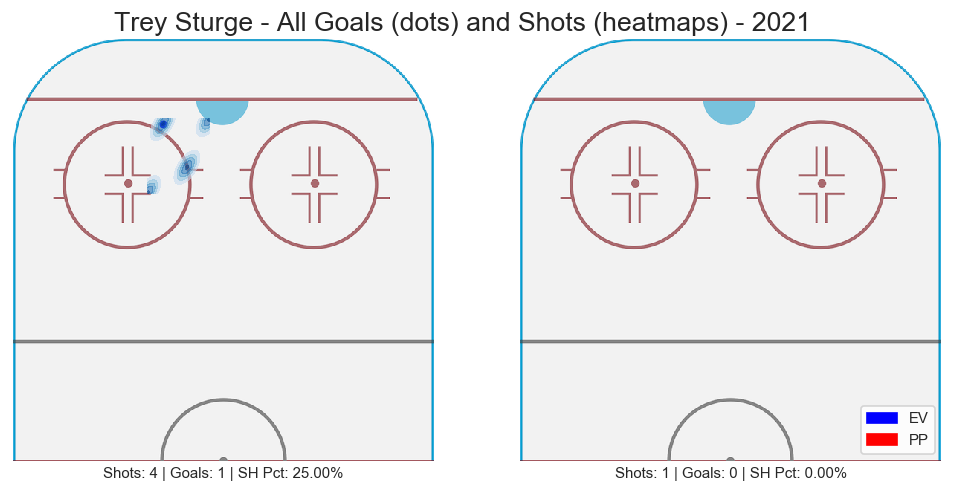 Trey Sturge - All Goals (dots) and Shots (heatmaps) - 2021
EV
PP
Shots: 4 | Goals: 1 | SH Pct: 25.00%
Shots: 1 | Goals: 0 | SH Pct: 0.00%